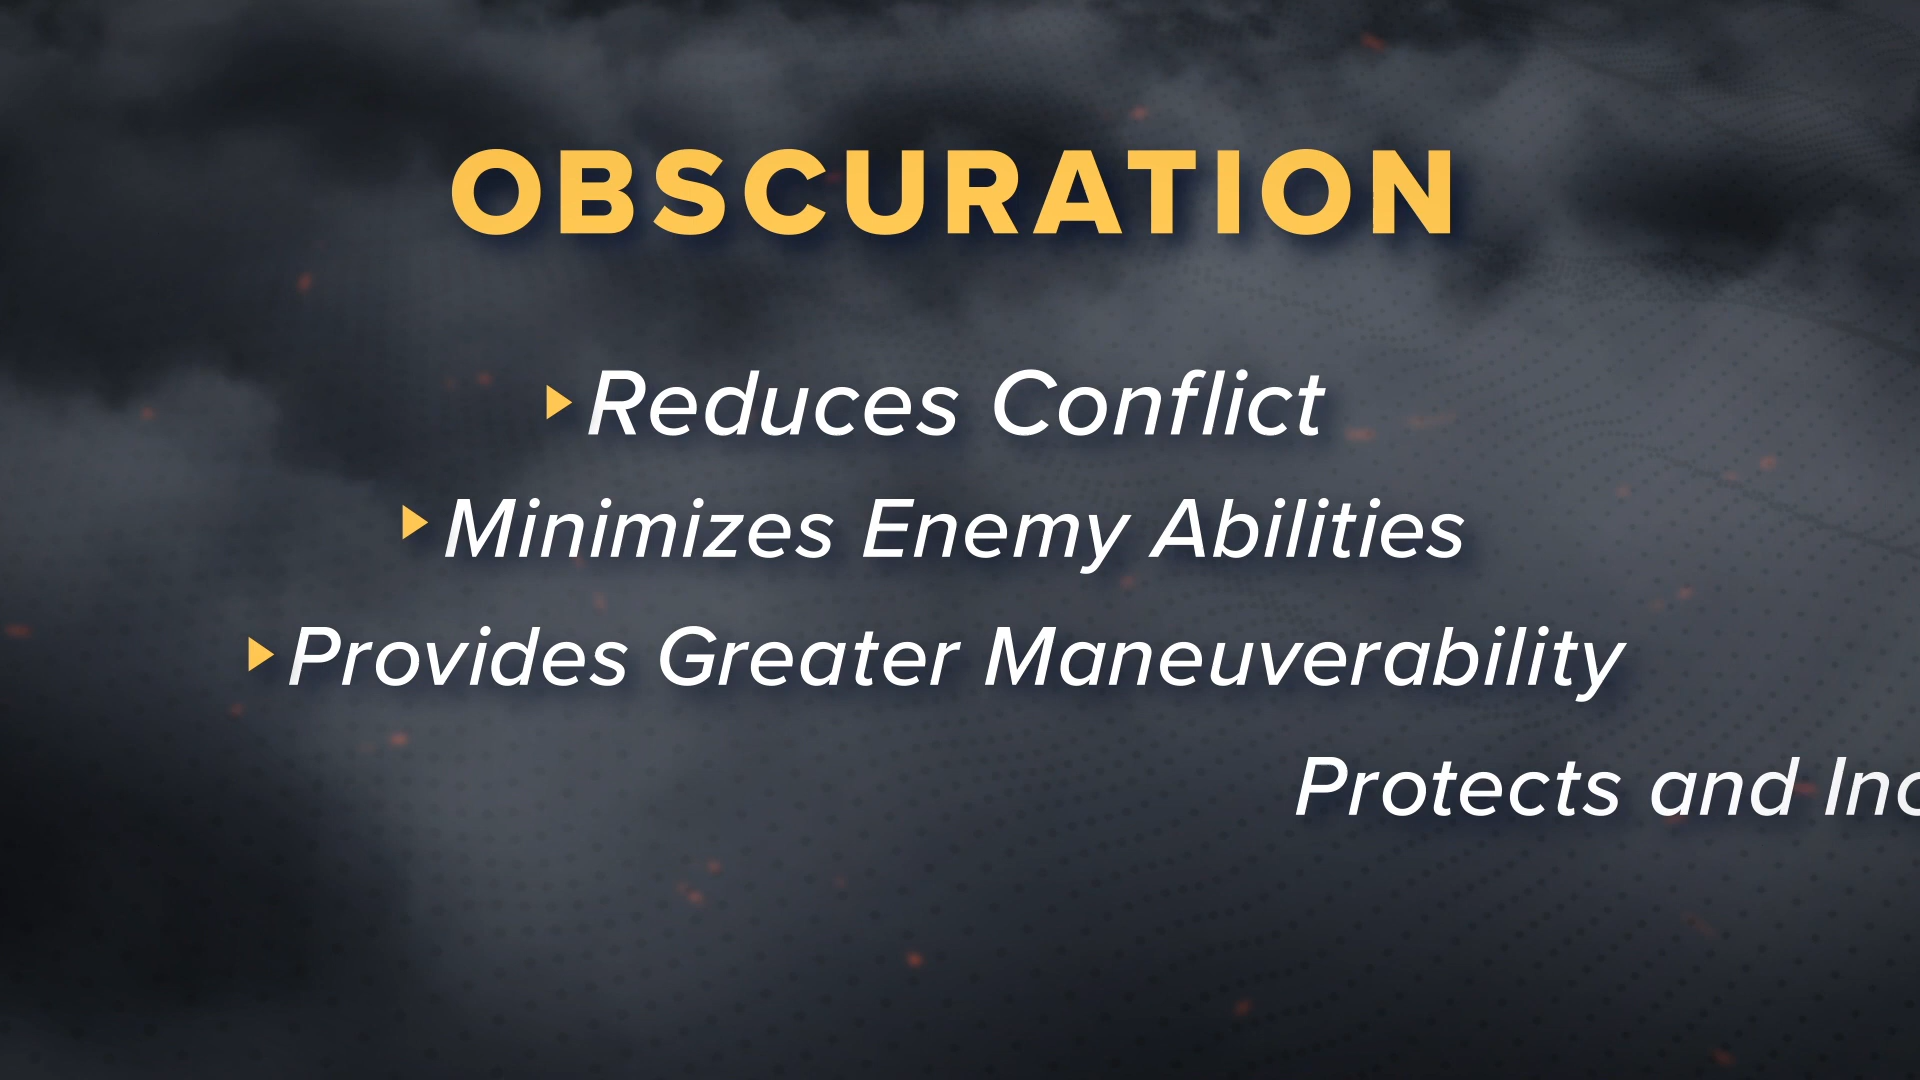 OBSCURATION
Reduces Conflict
Minimizes Enemy Abilities
Provides Greater Maneuverability
Protects and